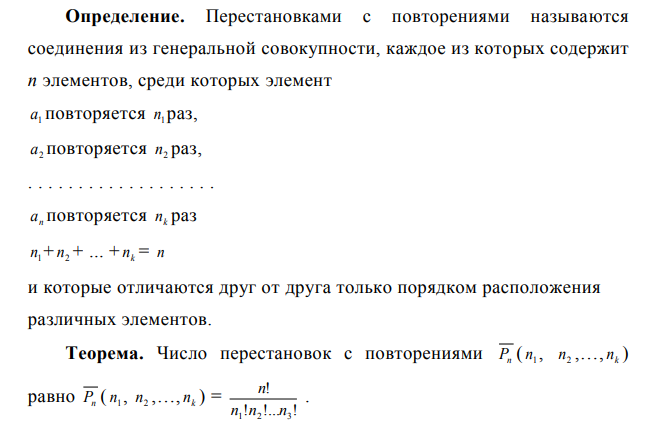 Определение. Перестановками с повторениями называются
соединения из генеральной совокупности, каждое из которых содержит
n элементов, среди которых элемент
a₁ повторяется n₁ раз,
a₂ повторяется n₂ раз,
. . . . . . . . . . . . . . . . . . .
aₙ повторяется nₖ раз
n₁+n₂+ ... +nₖ= n
и которые отличаются друг от друга только порядком расположения
различных элементов.
Теорема. Число перестановок с повторениями P̅ₙ(n₁, n₂,...,nₖ)
равно P̅ₙ(n₁, n₂,...,nₖ) = n! / n₁!n₂!...n₃! .